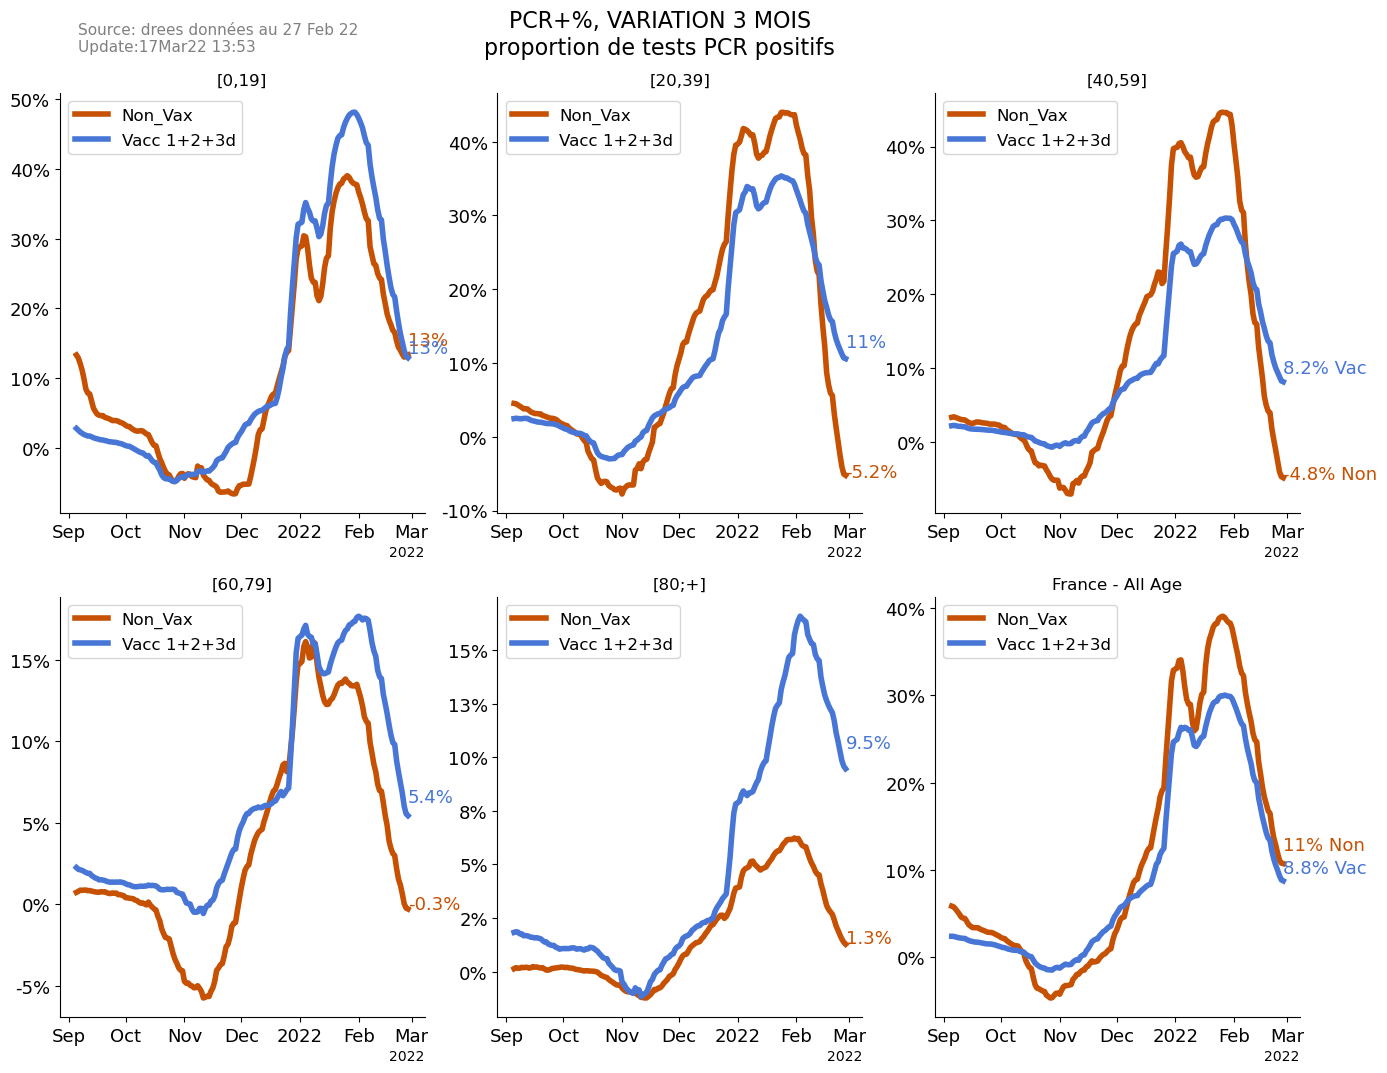 Source: drees données au 27 Feb 22
Update:17Mar22 13:53
PCR+%, VARIATION 3 MOIS
proportion de tests PCR positifs
[0,19]
Non_Vax
Vacc 1+2+3d
50%
40%
30%
20%
10%
0%
13%
13%
Sep Oct Nov Dec 2022 Feb Mar
2022
[20,39]
Non_Vax
Vacc 1+2+3d
40%
30%
20%
10%
0%
-10%
11%
-5.2%
Sep Oct Nov Dec 2022 Feb Mar
2022
[40,59]
Non_Vax
Vacc 1+2+3d
40%
30%
20%
10%
0%
8.2% Vac
-4.8% Non
Sep Oct Nov Dec 2022 Feb Mar
2022
[60,79]
Non_Vax
Vacc 1+2+3d
15%
10%
5%
0%
-5%
5.4%
-0.3%
Sep Oct Nov Dec 2022 Feb Mar
2022
[80;+]
Non_Vax
Vacc 1+2+3d
15%
13%
10%
8%
5%
2%
0%
9.5%
1.3%
Sep Oct Nov Dec 2022 Feb Mar
2022
France - All Age
Non_Vax
Vacc 1+2+3d
40%
30%
20%
10%
0%
11% Non
8.8% Vac
Sep Oct Nov Dec 2022 Feb Mar
2022